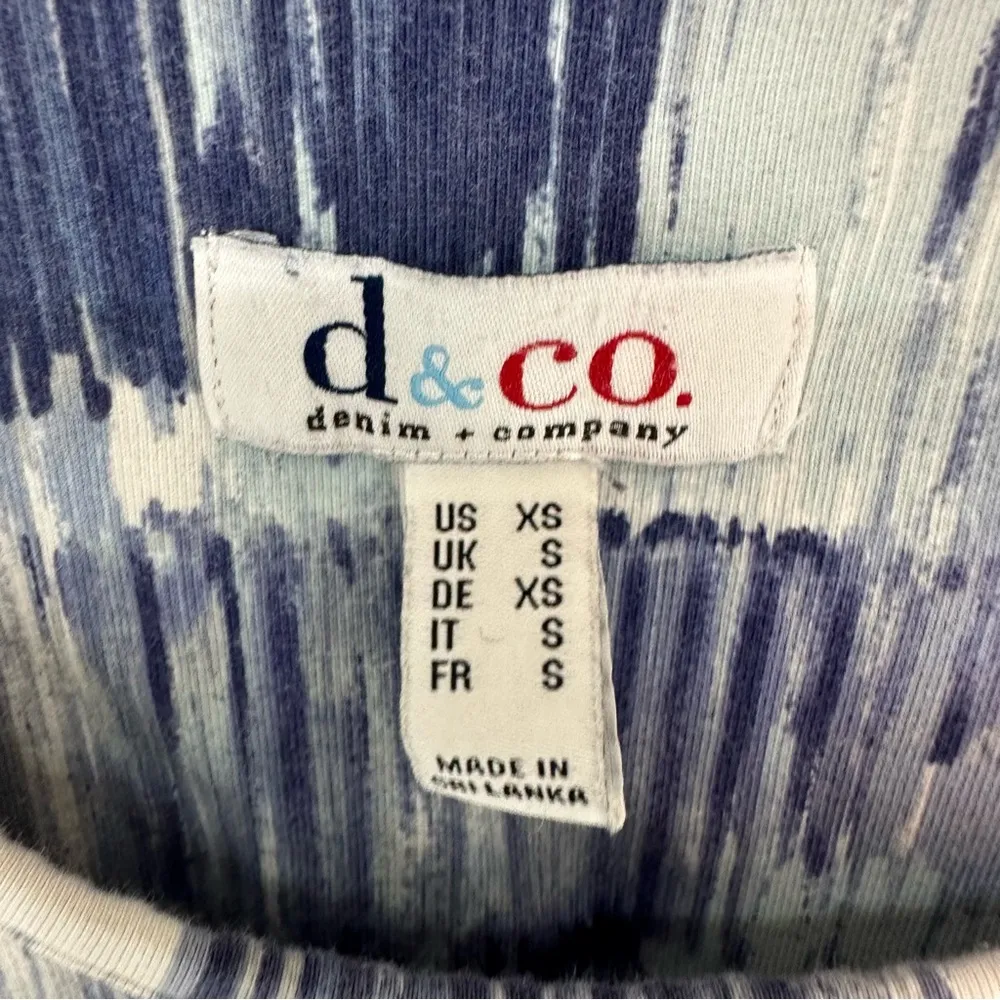 d&co.
denim + company
US XS
UK S
DE XS
IT S
FR S
MADE IN
SRI LANKA